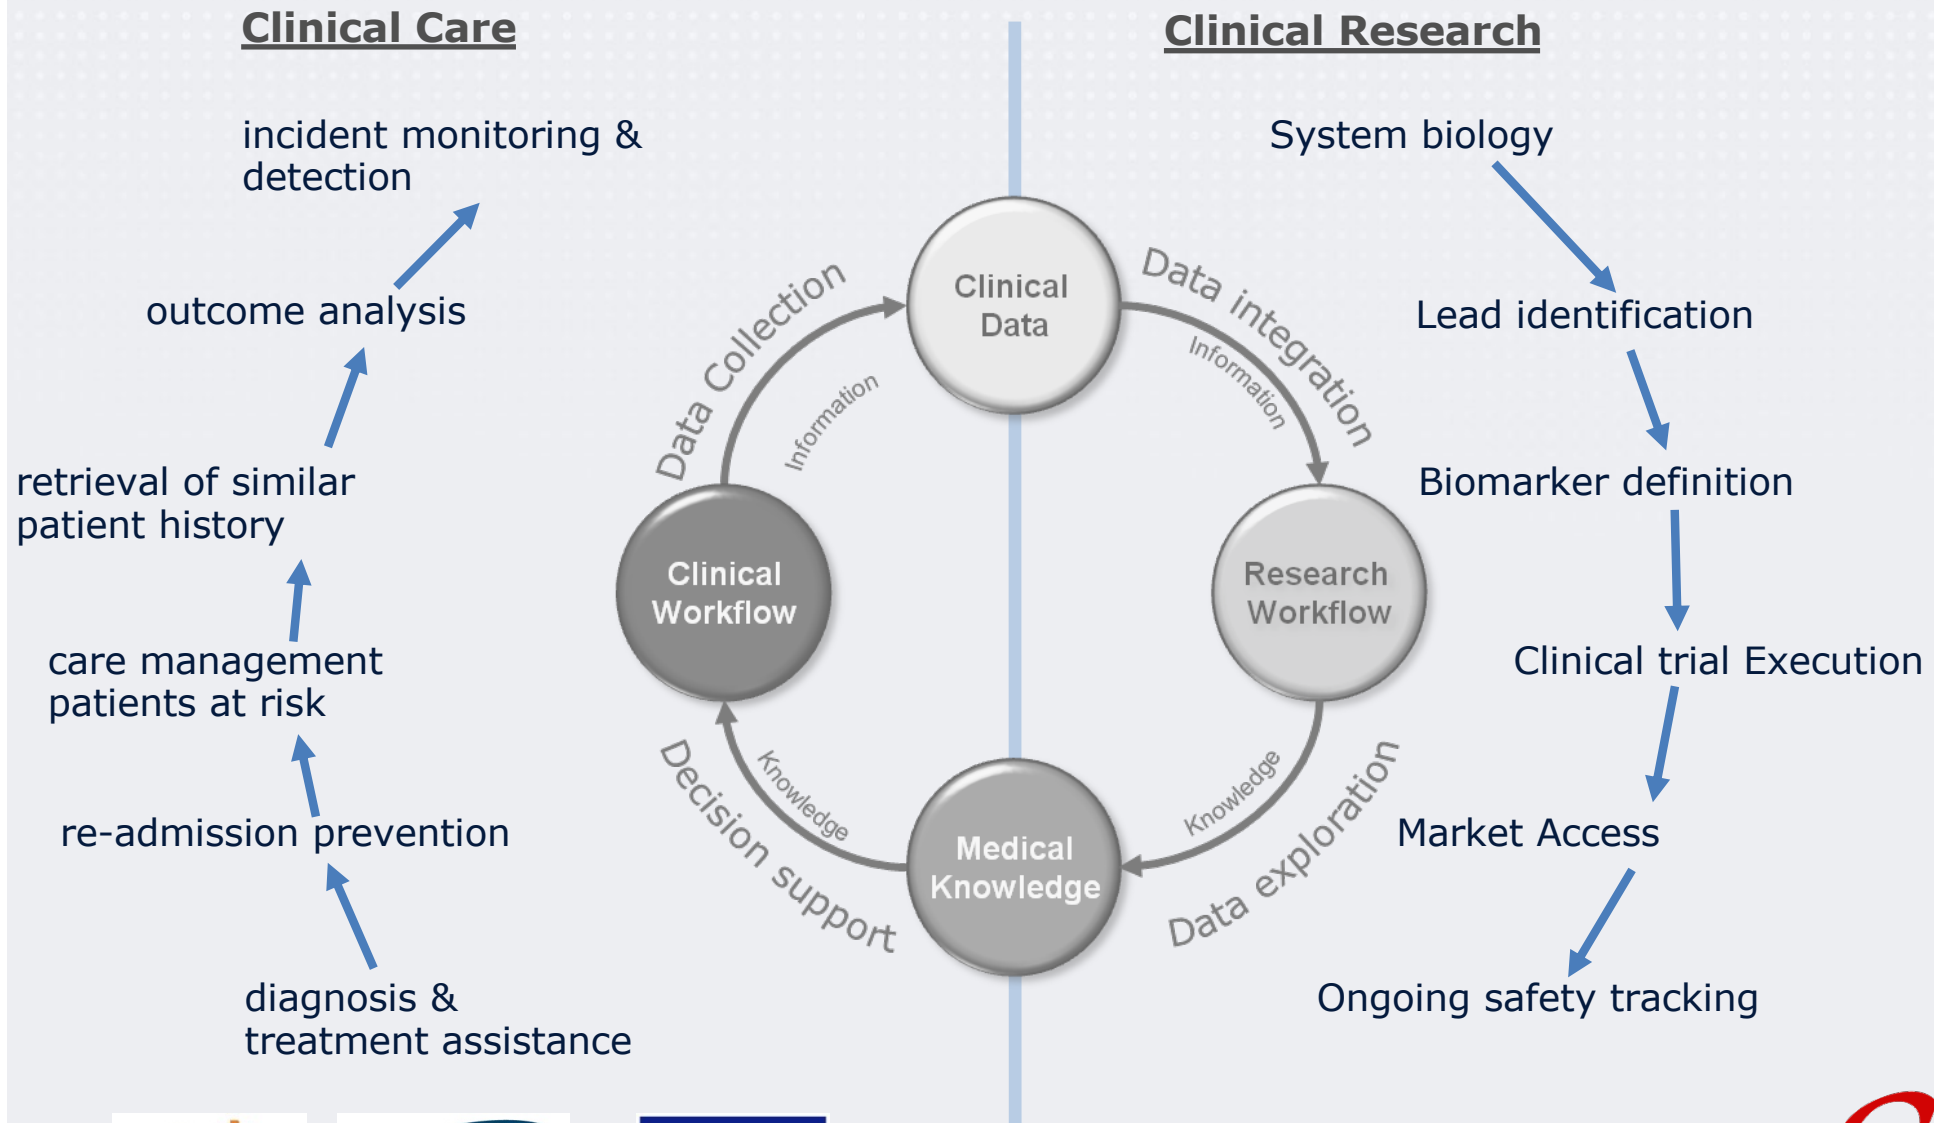 Clinical Care
incident monitoring &
detection
outcome analysis
retrieval of similar
patient history
care management
patients at risk
re-admission prevention
diagnosis &
treatment assistance
Data Collection
Information
Clinical
Data
Data integration
Information
Clinical
Workflow
Research
Workflow
Decision support
Knowledge
Medical
Knowledge
Knowledge
Data exploration
Clinical Research
System biology
Lead identification
Biomarker definition
Clinical trial Execution
Market Access
Ongoing safety tracking